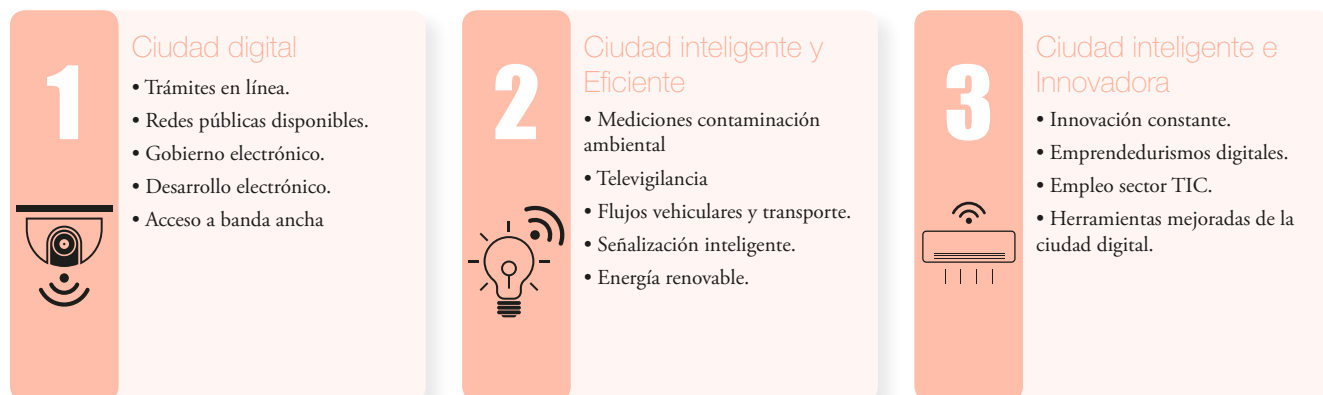 1
Ciudad digital
• Trámites en línea.
• Redes públicas disponibles.
• Gobierno electrónico.
• Desarrollo electrónico.
• Acceso a banda ancha
2
Ciudad inteligente y
Eficiente
• Mediciones contaminación
ambiental
• Televigilancia
• Flujos vehiculares y transporte.
• Señalización inteligente.
• Energía renovable.
3
Ciudad inteligente e
Innovadora
• Innovación constante.
• Emprendedurismos digitales.
• Empleo sector TIC.
• Herramientas mejoradas de la
ciudad digital.